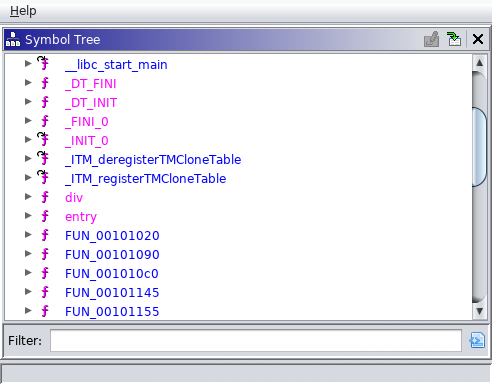 Help
Symbol Tree
__libc_start_main
_DT_FINI
_DT_INIT
_FINI_0
_INIT_0
_ITM_deregisterTMCloneTable
_ITM_registerTMCloneTable
div
entry
FUN_00101020
FUN_00101090
FUN_001010c0
FUN_00101145
FUN_00101155
Filter: